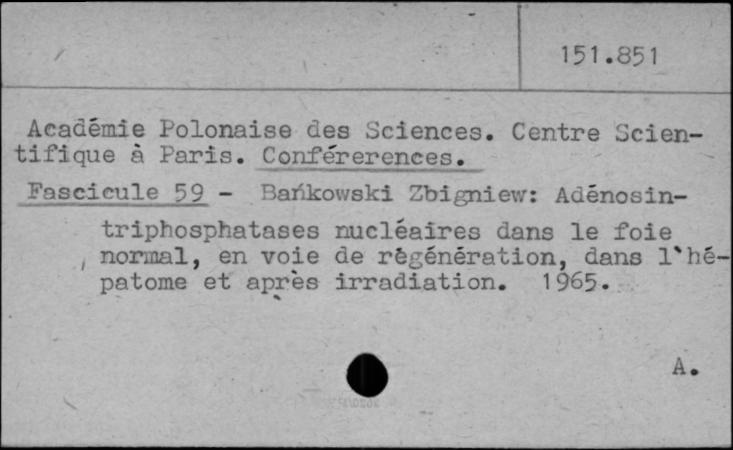 151.851
Académie Polonaise des Sciences. Centre Scien-
tifique à Paris. Conférerences.
Fascicule 59 - Bańkowski Zbigniew: Adénosin-
triphosphatases nucléaires dans le foie
normal, en voie de règénération, dans l'hé-
patome et après irradiation. 1965.
A.